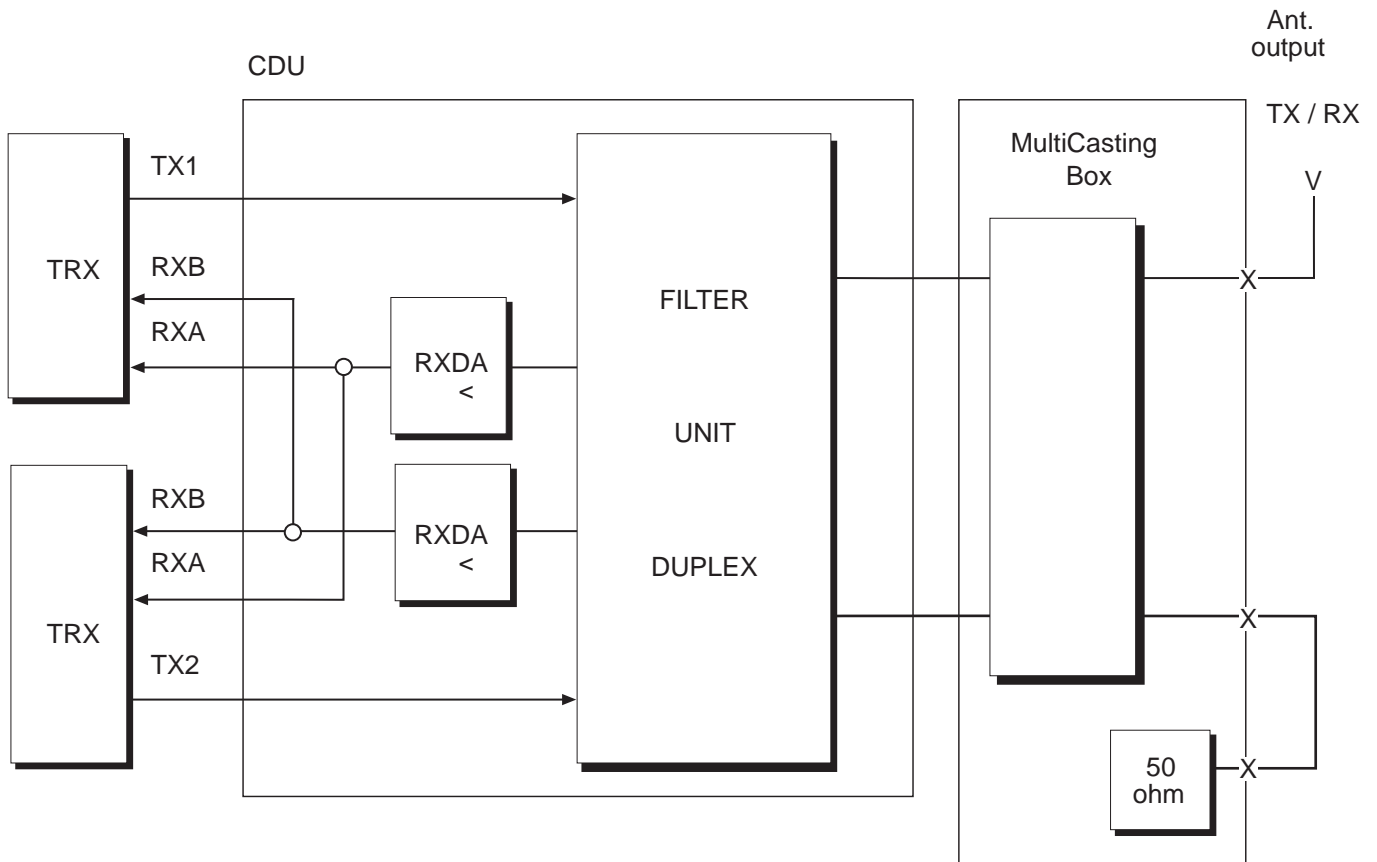 Ant.
output
CDU
TX / RX
MultiCasting
Box
TX1
V
TRX
RXB
FILTER
X
RXA
RXDA
<
UNIT
RXB
RXDA
<
RXA
DUPLEX
X
TRX
TX2
50
ohm
X